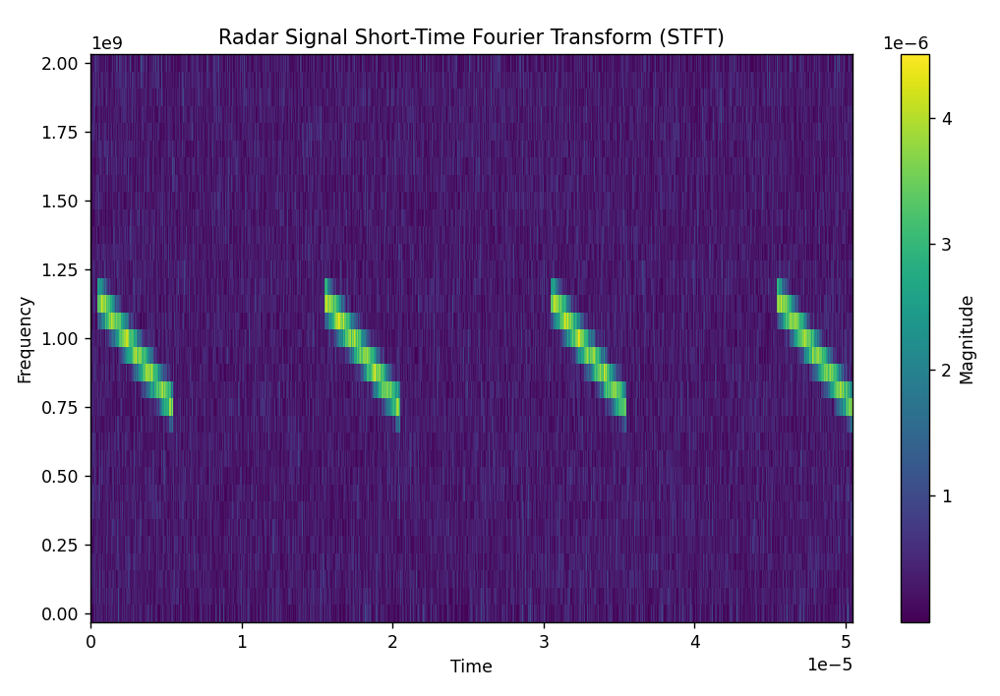 Radar Signal Short-Time Fourier Transform (STFT)
1e9
1e−6
2.00
1.75
1.50
1.25
1.00
0.75
0.50
0.25
0.00
Frequency
0 1 2 3 4 5
1e−5
Time
4
3
2
1
Magnitude